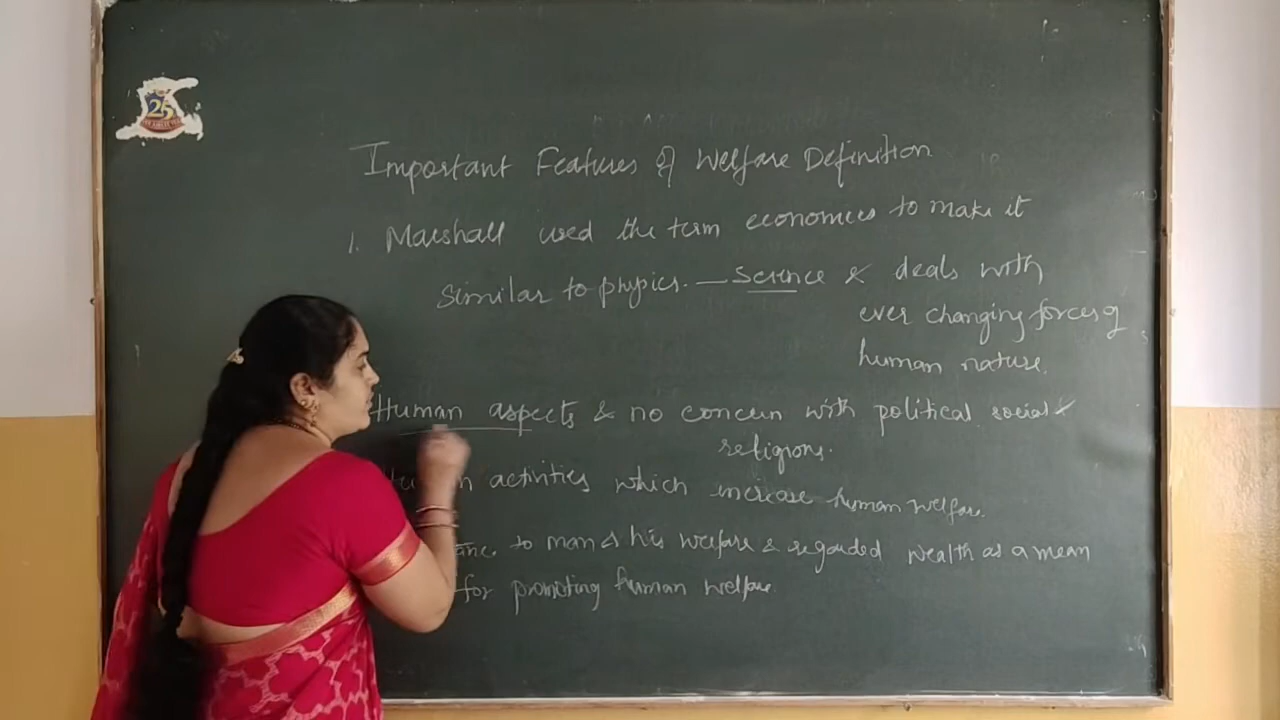 25
Important Features of Welfare Definition
1. Marshall used the term economics to make it
similar to physics. — Science & deals with
ever changing forces of
human nature.
Human aspects & no concern with political social &
religions.
activities which increase human welfare.
to man & his welfare & regarded wealth as a mean
for promoting human welfare.